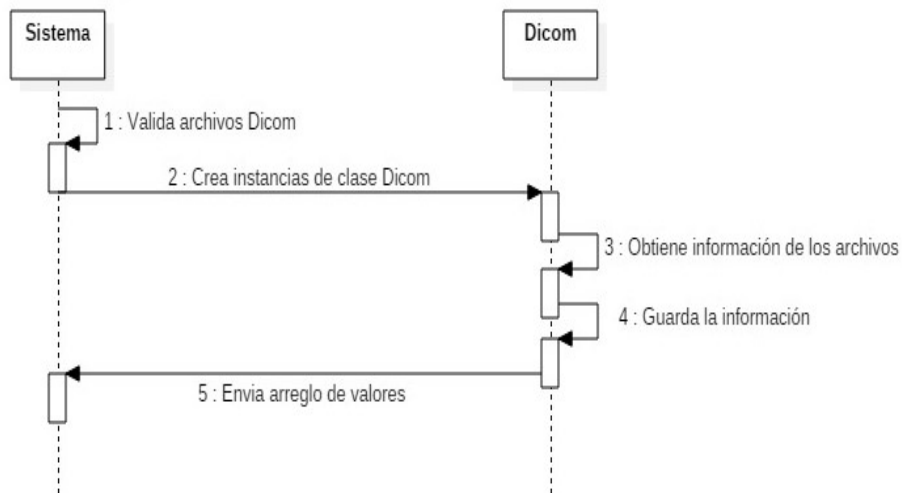 Sistema
Dicom
1 : Valida archivos Dicom
2 : Crea instancias de clase Dicom
3 : Obtiene información de los archivos
4 : Guarda la información
5 : Envia arreglo de valores